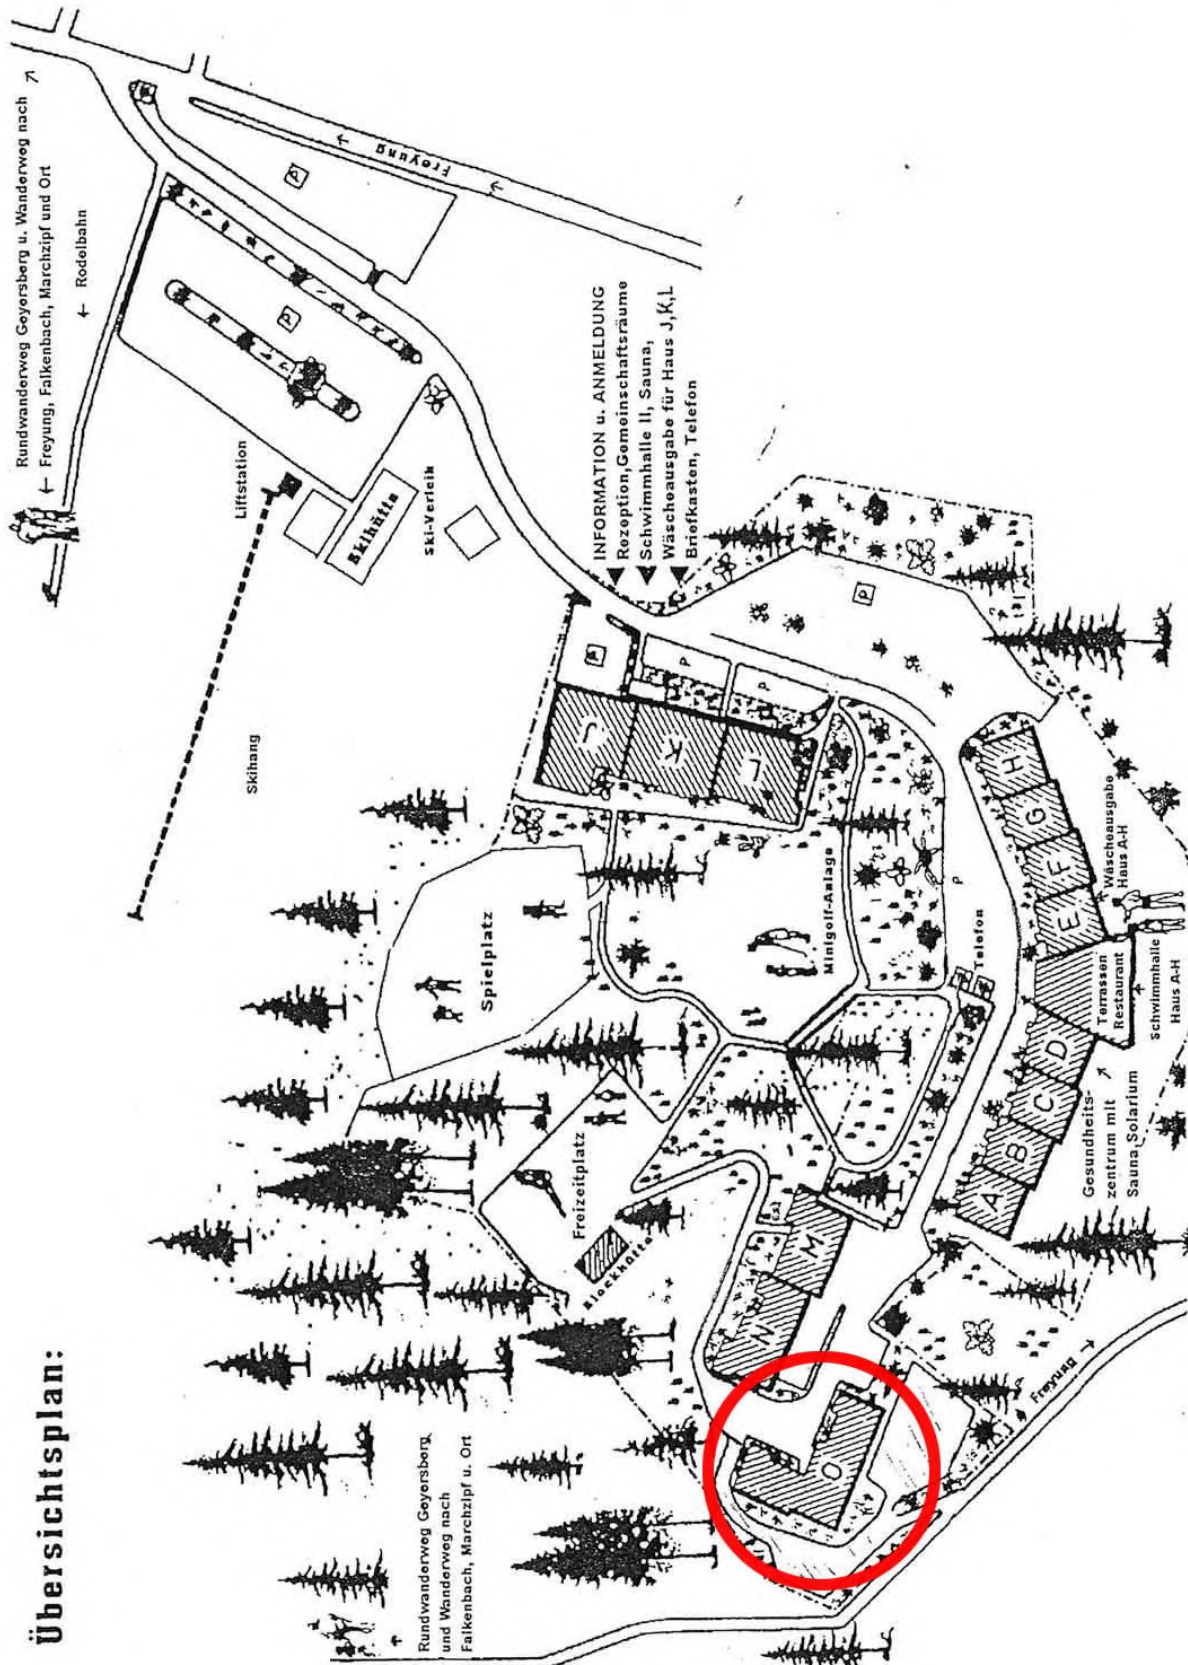 Übersichtsplan:
Rundwanderweg Geyersberg u. Wanderweg nach
← Freyung, Falkenbach, Marchzipf und Ort
← Rodelbahn
Freyung
P
P
Liftstation
Skihütte
Ski-Verleih
Skihang
INFORMATION u. ANMELDUNG
Rezeption, Gemeinschaftsräume
Schwimmhalle II, Sauna,
Wäscheausgabe für Haus J,K,L
Briefkasten, Telefon
P
P
P
P
J
K
L
Spielplatz
Minigolf-Anlage
P
Telefon
H
G
F
E
Wäscheausgabe
Haus A-H
Terrassen
Restaurant
Schwimmhalle
Haus A-H
D
C
B
A
Gesundheits-
zentrum mit
Sauna, Solarium
Freizeitplatz
Blockhütte
M
N
O
Freyung
Rundwanderweg Geyersberg
und Wanderweg nach
Falkenbach, Marchzipf u. Ort